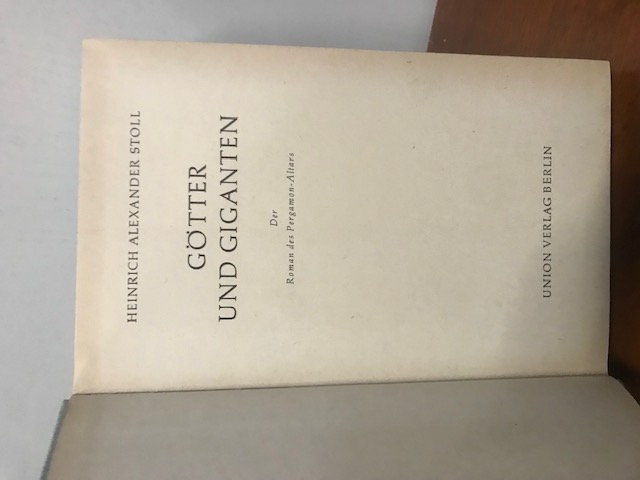 HEINRICH ALEXANDER STOLL
GÖTTER
UND GIGANTEN
Der
Roman des Pergamon-Altars
UNION VERLAG BERLIN